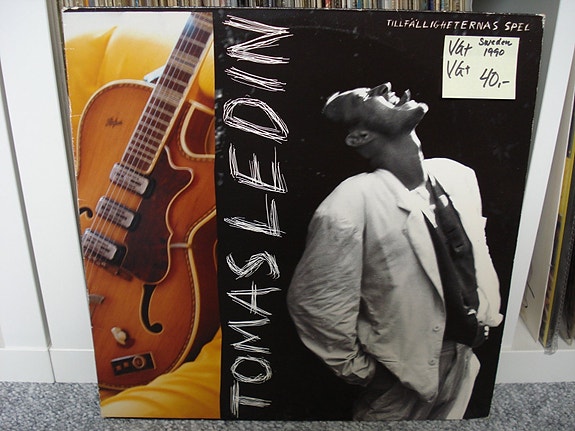 TILLFÄLLIGHETERNAS SPEL
VG+ Sweden
1990
VG+ 40,-
TOMAS LEDIN